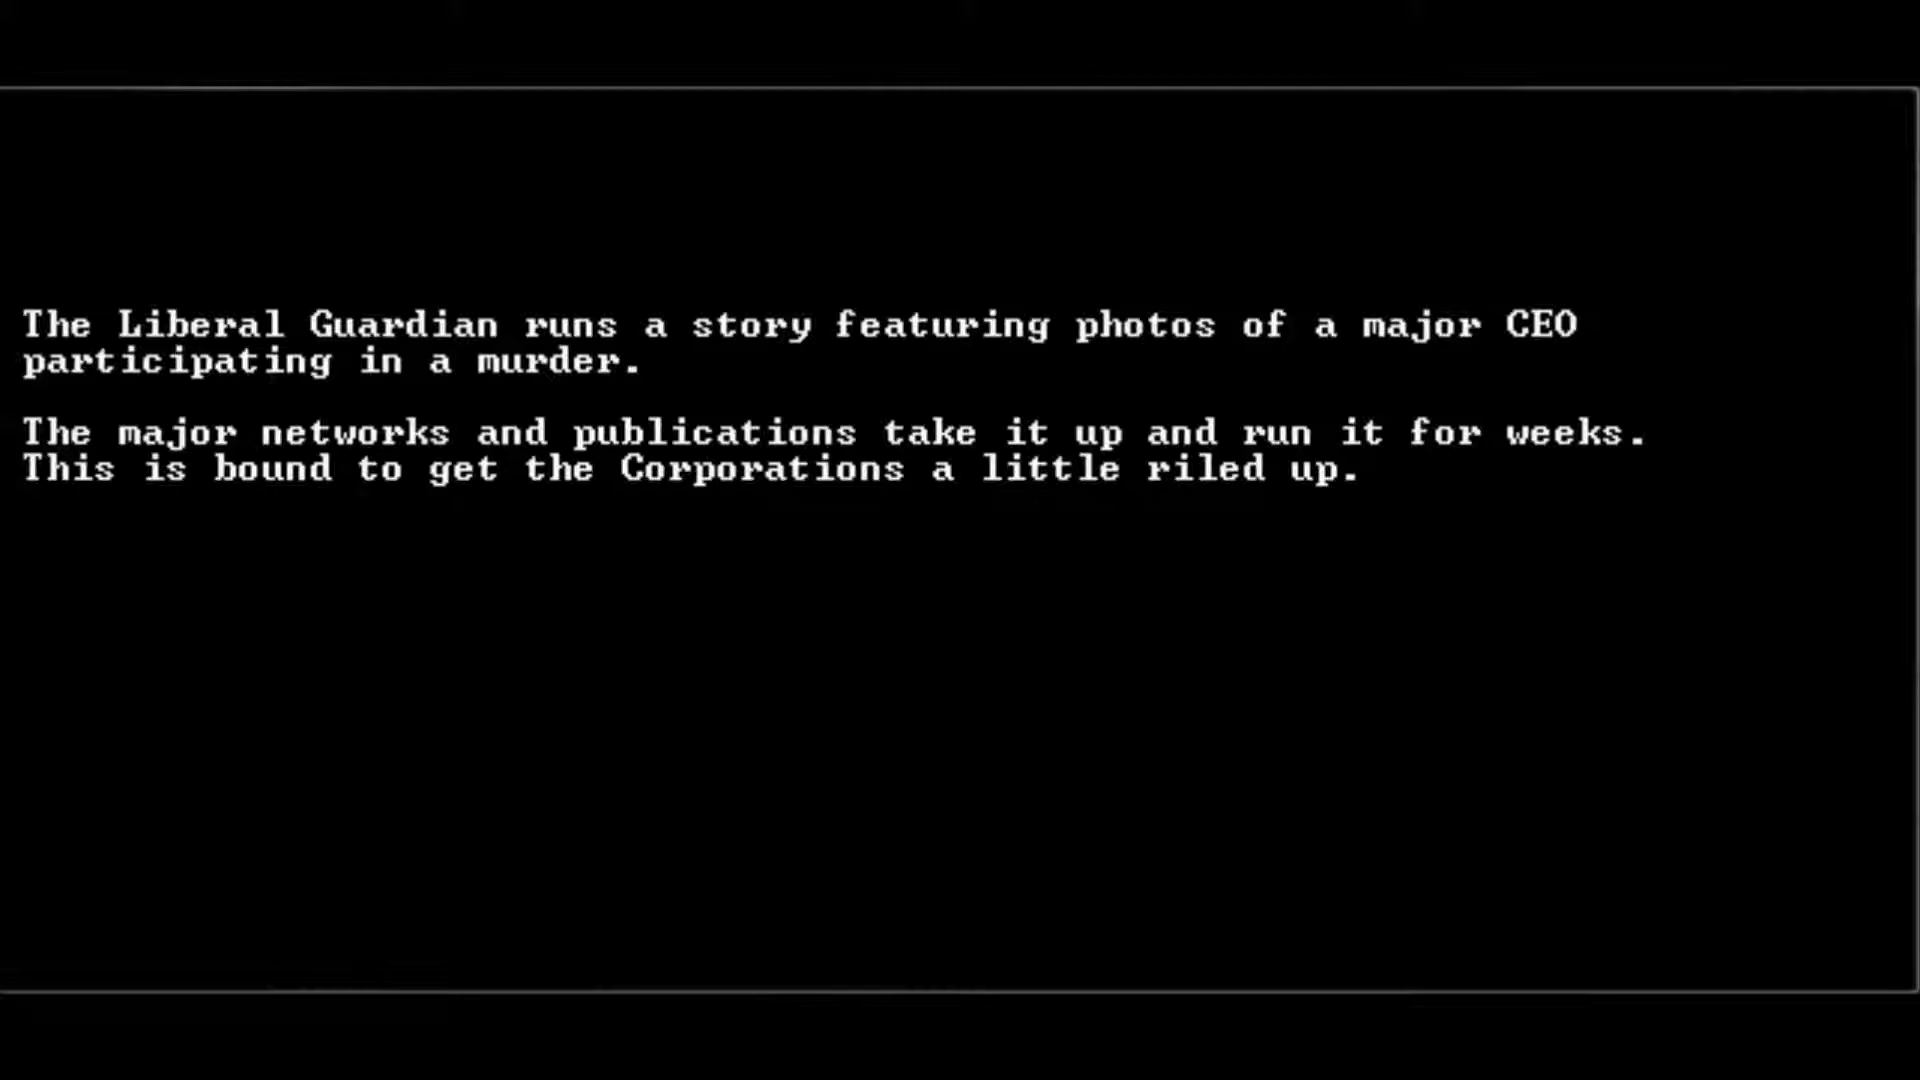 The Liberal Guardian runs a story featuring photos of a major CEO
participating in a murder.
The major networks and publications take it up and run it for weeks.
This is bound to get the Corporations a little riled up.